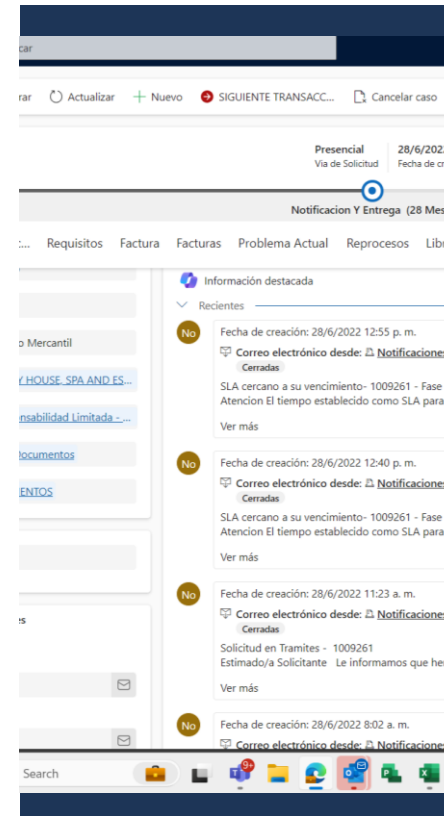 car
rar Actualizar Nuevo SIGUIENTE TRANSACC... Cancelar caso
Presencial
Via de Solicitud
28/6/202
Fecha de cr
Notificacion Y Entrega (28 Mes
t... Requisitos Factura Facturas Problema Actual Reprocesos Lib
Información destacada
Recientes
o Mercantil
Y HOUSE, SPA AND ES...
nsabilidad Limitada - ...
Documentos
ENTOS
es
No
Fecha de creación: 28/6/2022 12:55 p. m.
Correo electrónico desde: Notificaciones
Cerradas
SLA cercano a su vencimiento- 1009261 - Fase
Atencion El tiempo establecido como SLA para
Ver más
No
Fecha de creación: 28/6/2022 12:40 p. m.
Correo electrónico desde: Notificaciones
Cerradas
SLA cercano a su vencimiento- 1009261 - Fase
Atencion El tiempo establecido como SLA para
Ver más
No
Fecha de creación: 28/6/2022 11:23 a. m.
Correo electrónico desde: Notificaciones
Cerradas
Solicitud en Tramites - 1009261
Estimado/a Solicitante Le informamos que he
Ver más
No
Fecha de creación: 28/6/2022 8:02 a. m.
Correo electrónico desde: Notificaciones
Search
9+